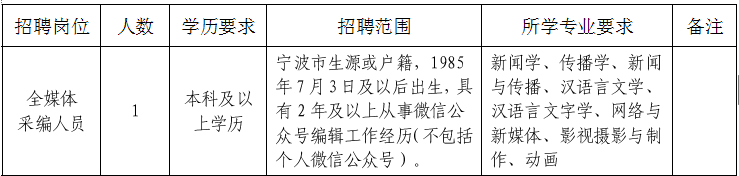 招聘岗位 人数 学历要求 招聘范围 所学专业要求 备注
全媒体
采编人员
1
本科及以
上学历
宁波市生源或户籍，1985
年7月3日及以后出生，具
有2年及以上从事微信公
众号编辑工作经历(不包括
个人微信公众号）。
新闻学、传播学、新闻
与传播、汉语言文学、
汉语言文字学、网络与
新媒体、影视摄影与制
作、动画